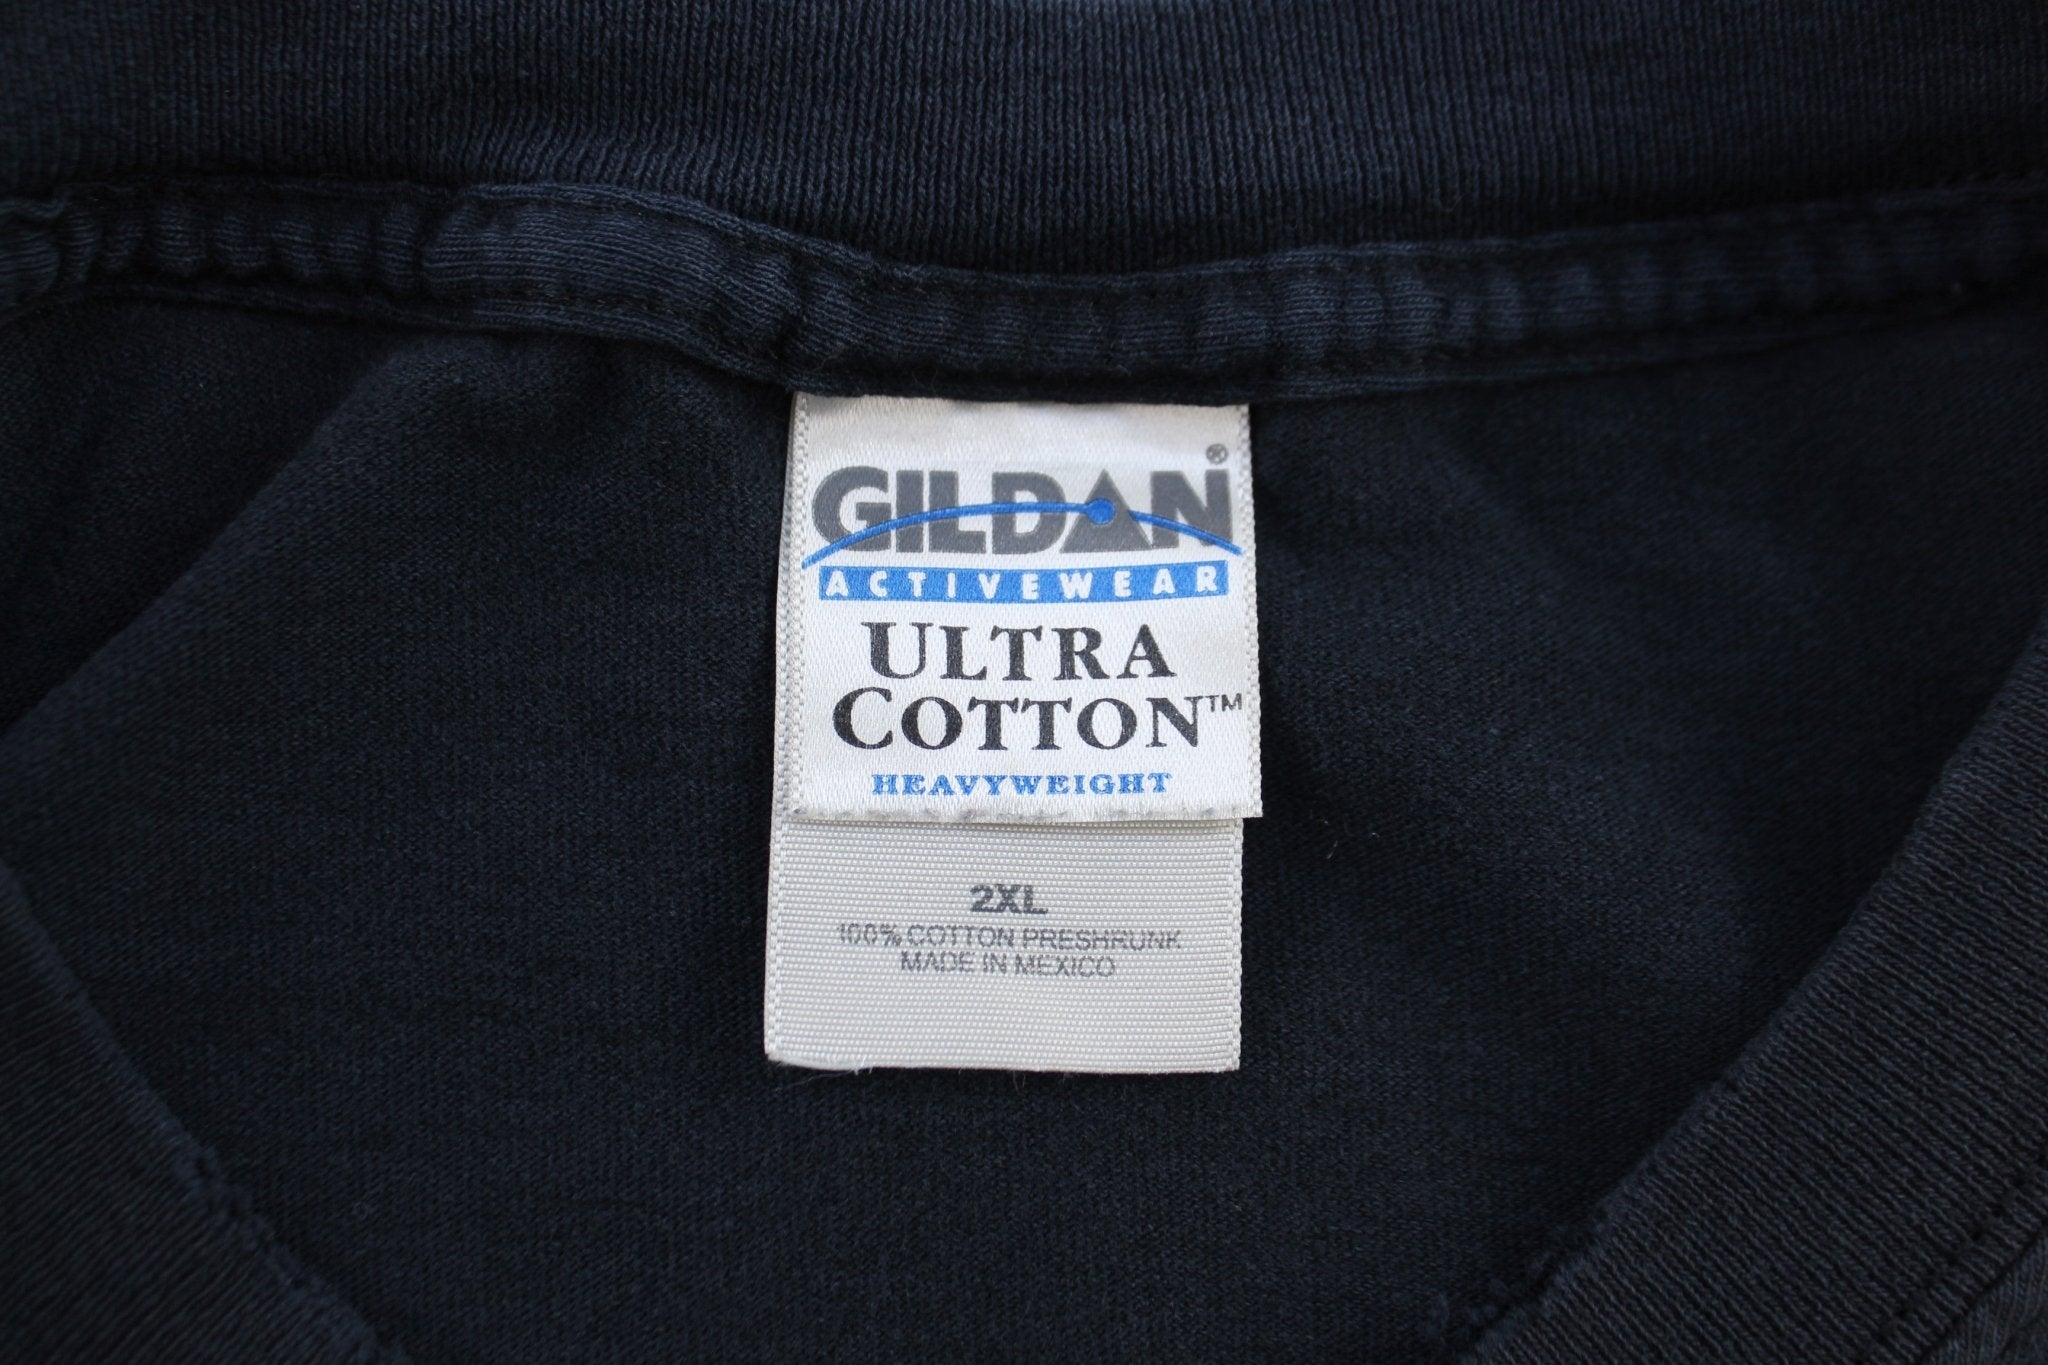 GILDAN®
ACTIVEWEAR
ULTRA
COTTON™
HEAVYWEIGHT
2XL
100% COTTON PRESHRUNK
MADE IN MEXICO